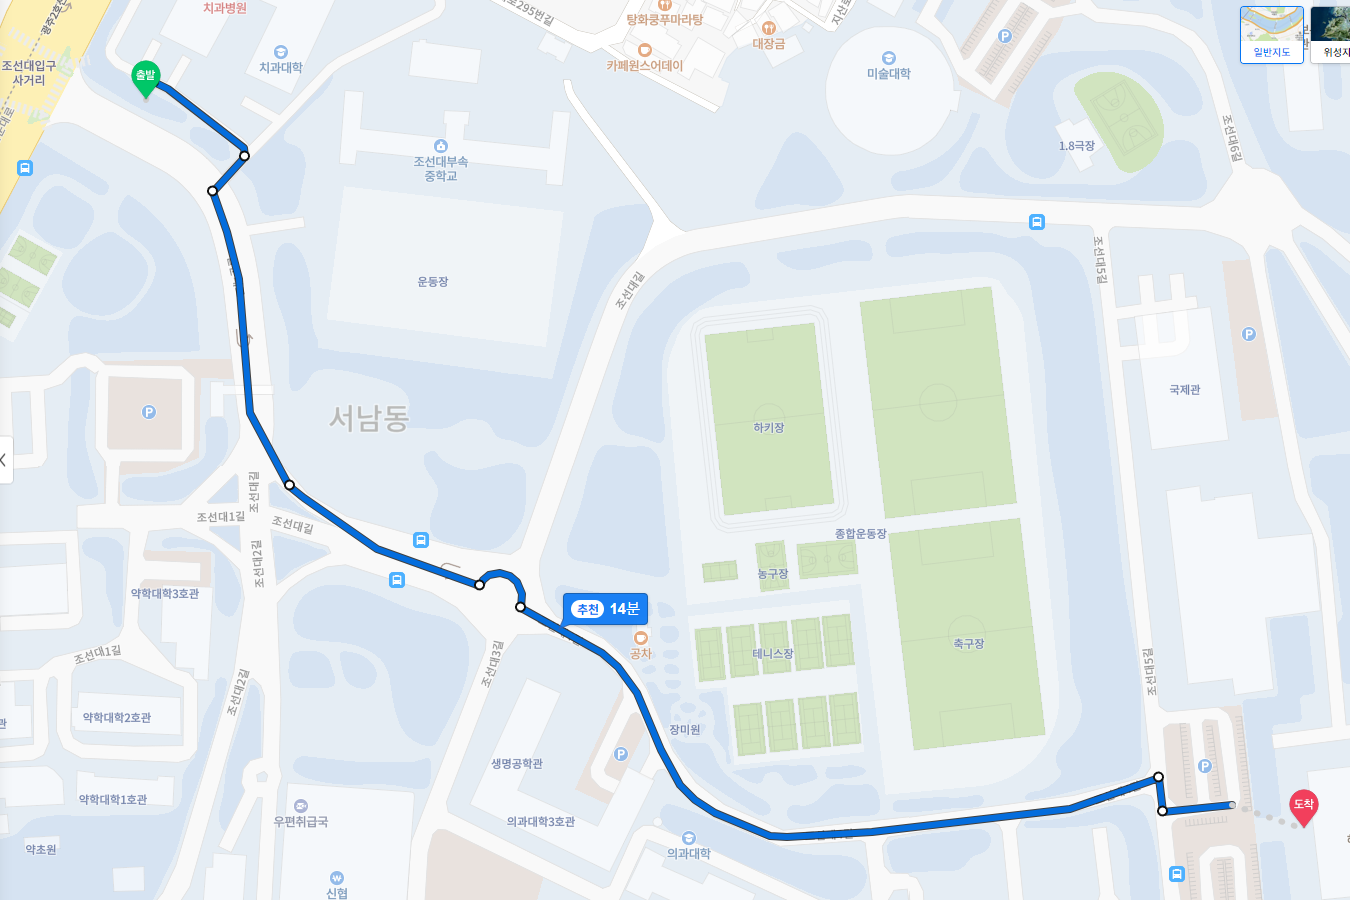 치과병원
로295번길
탕화쿵푸마라탕
대장금
지산로
P
일반지도
위성지
조선대입구
사거리
출발
치과대학
카페원스어데이
미술대학
1.8극장
조선대6길
조선대부속
중학교
운동장
조선대길
조선대5길
P
국제관
P
서남동
하키장
조선대길
조선대1길
조선대길
종합운동장
조선대2길
농구장
약학대학3호관
추천 14분
공차
테니스장
축구장
조선대5길
조선대1길
조선대3길
조선대2길
약학대학2호관
관
장미원
P
생명공학관
P
약학대학1호관
우편취급국
의과대학3호관
도착
약초원
의과대학
신협